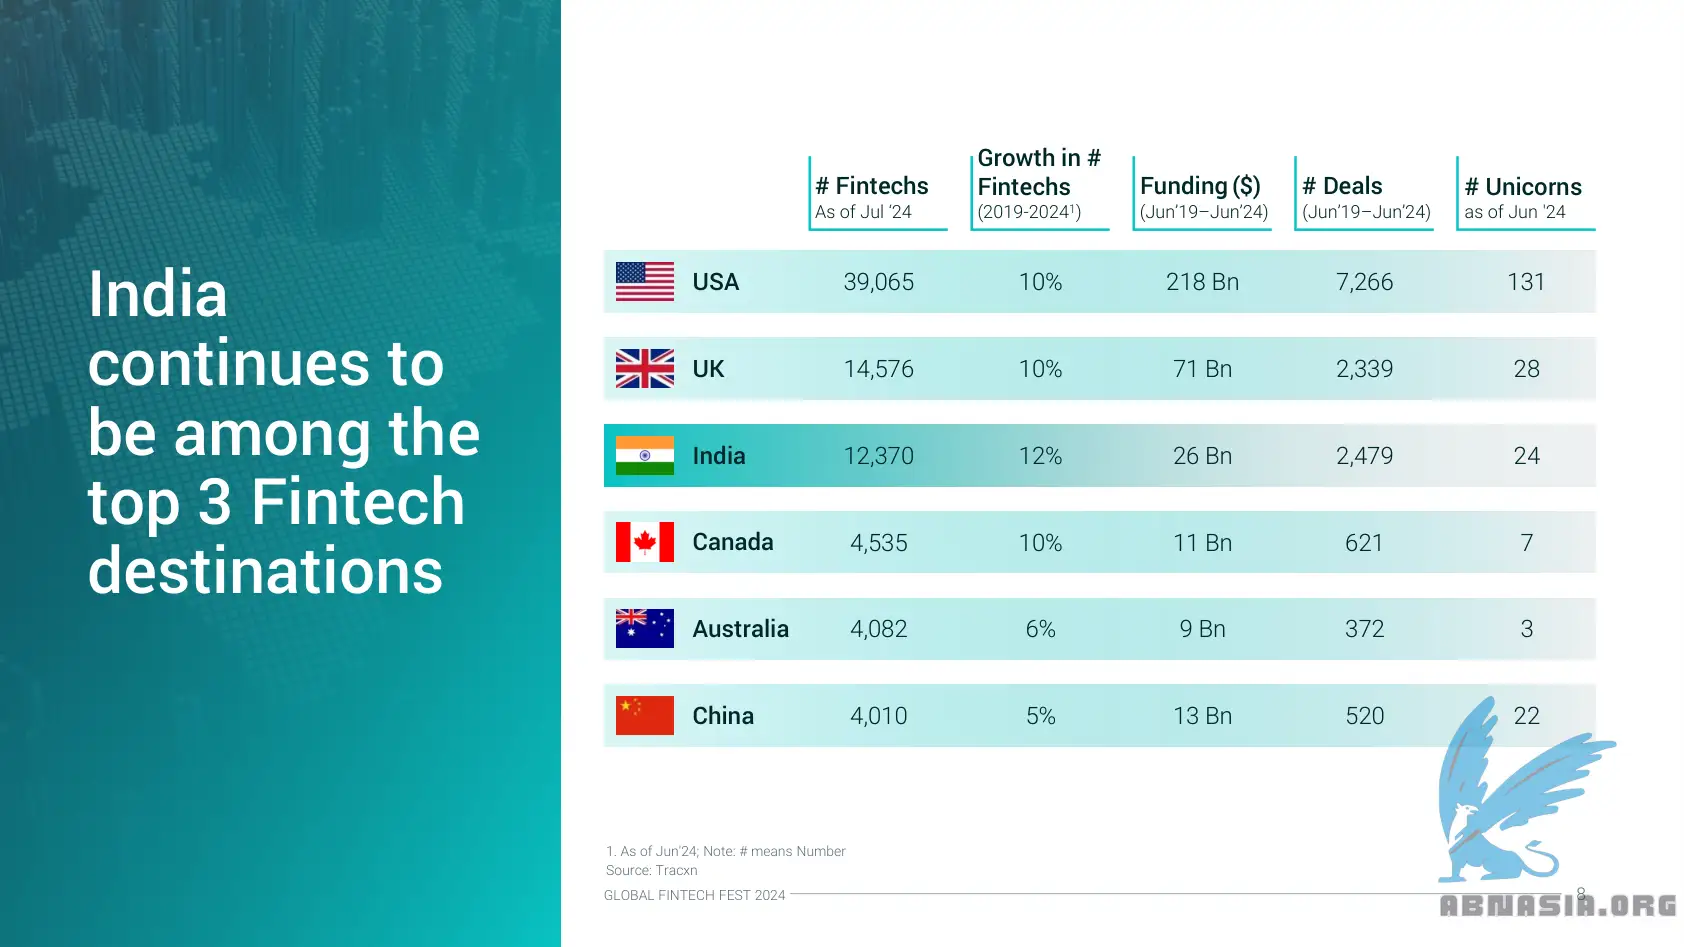 India
continues to
be among the
top 3 Fintech
destinations
# Fintechs
As of Jul ‘24
Growth in #
Fintechs
(2019-2024¹)
Funding ($)
(Jun’19–Jun’24)
# Deals
(Jun’19–Jun’24)
# Unicorns
as of Jun '24
USA 39,065 10% 218 Bn 7,266 131
UK 14,576 10% 71 Bn 2,339 28
India 12,370 12% 26 Bn 2,479 24
Canada 4,535 10% 11 Bn 621 7
Australia 4,082 6% 9 Bn 372 3
China 4,010 5% 13 Bn 520 22
1. As of Jun'24; Note: # means Number
Source: Tracxn
GLOBAL FINTECH FEST 2024
8
ABNASIA.ORG